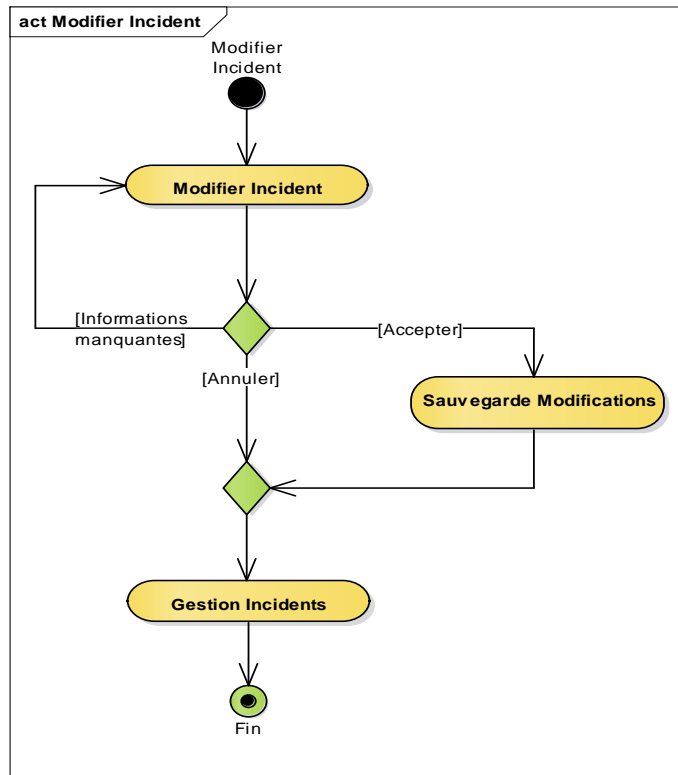 act Modifier Incident
Modifier
Incident
Modifier Incident
[Informations
manquantes]
[Accepter]
[Annuler]
Sauvegarde Modifications
Gestion Incidents
Fin